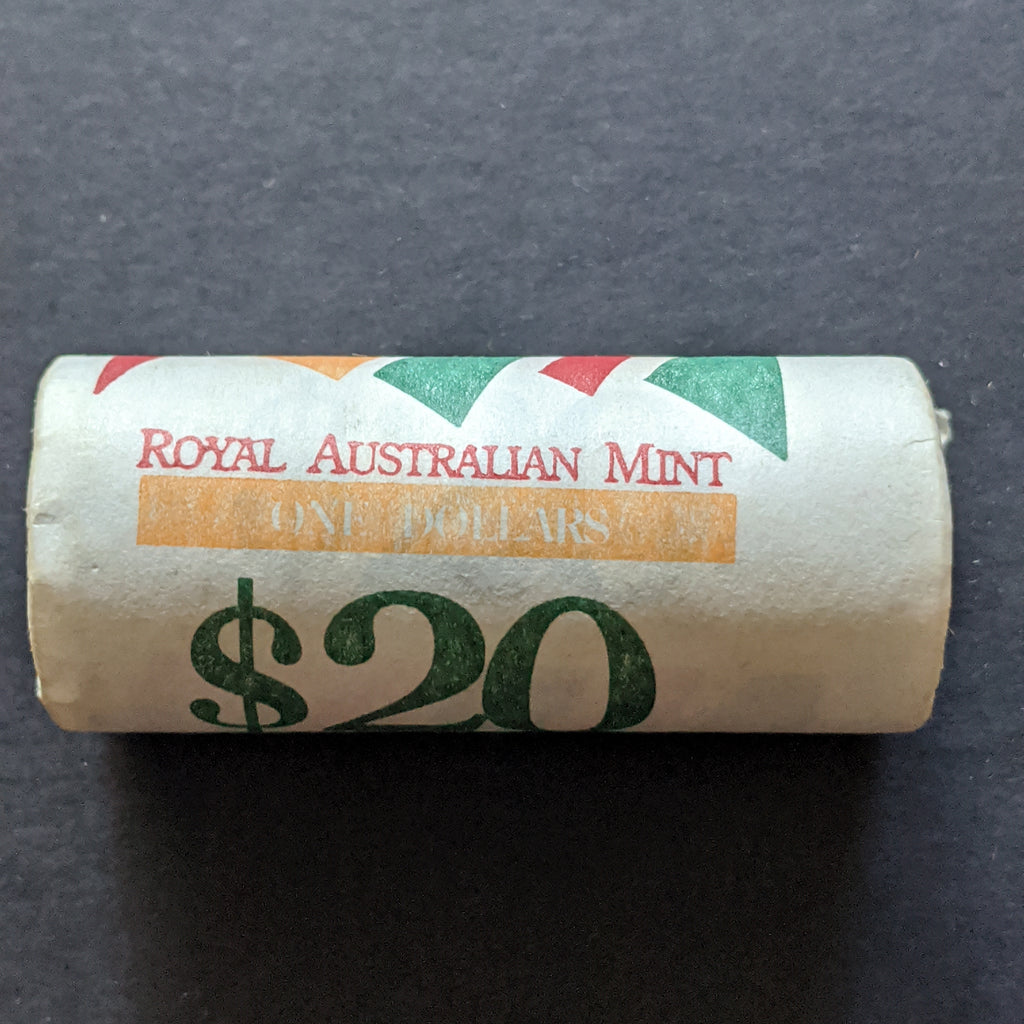 ROYAL AUSTRALIAN MINT
ONE DOLLARS
$20